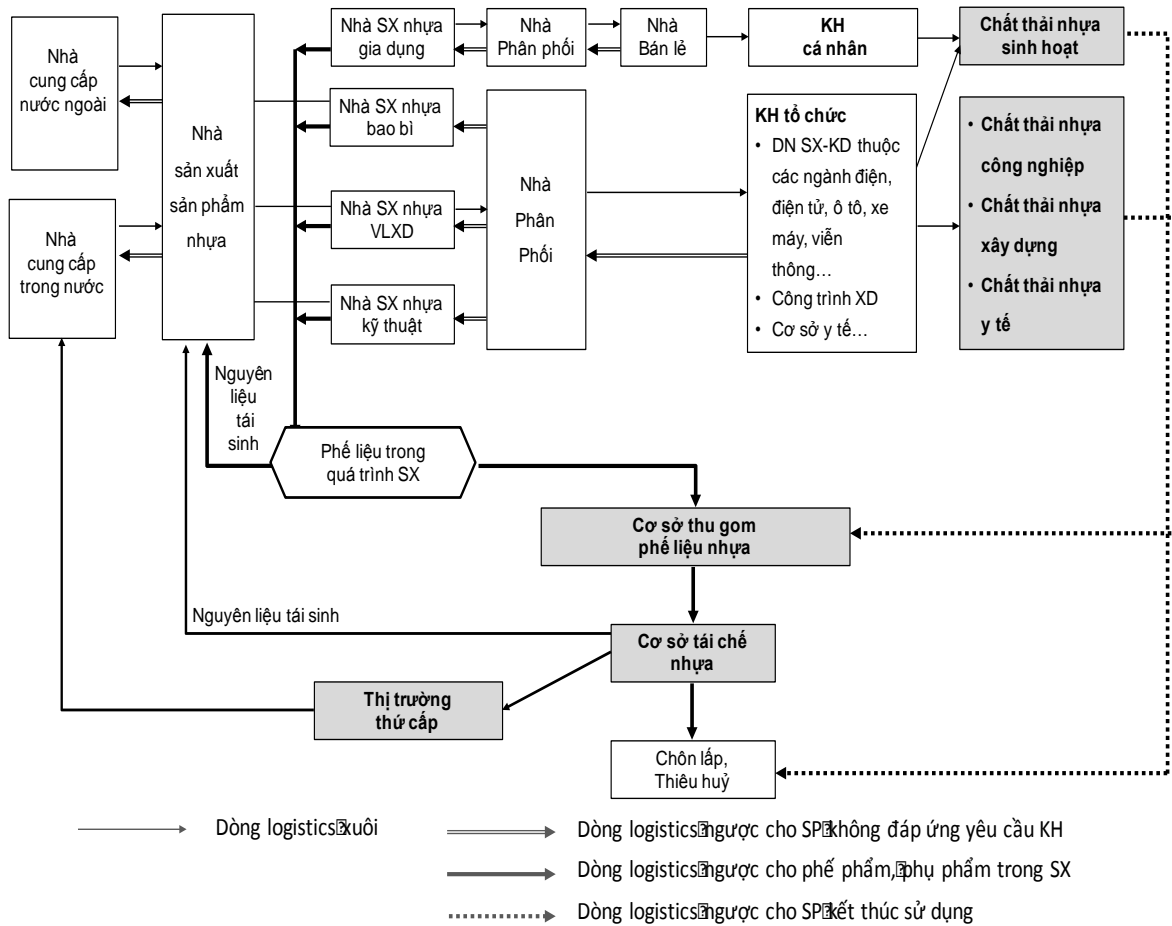 Nhà
cung cấp
nước ngoài
Nhà
cung cấp
trong nước
Nhà
sản xuất
sản phẩm
nhựa
Nhà SX nhựa
gia dụng
Nhà
Phân phối
Nhà
Bán lẻ
KH
cá nhân
Chất thải nhựa
sinh hoạt
Nhà SX nhựa
bao bì
Nhà SX nhựa
VLXD
Nhà SX nhựa
kỹ thuật
Nhà
Phân
Phối
KH tổ chức
• DN SX-KD thuộc
các ngành điện,
điện tử, ô tô, xe
máy, viễn
thông…
• Công trình XD
• Cơ sở y tế…
• Chất thải nhựa
công nghiệp
• Chất thải nhựa
xây dựng
• Chất thải nhựa
y tế
Nguyên
liệu
tái
sinh
Phế liệu trong
quá trình SX
Cơ sở thu gom
phế liệu nhựa
Nguyên liệu tái sinh
Cơ sở tái chế
nhựa
Thị trường
thứ cấp
Chôn lấp,
Thiêu huỷ
Dòng logistics xuôi
Dòng logistics ngược cho SP không đáp ứng yêu cầu KH
Dòng logistics ngược cho phế phẩm, phụ phẩm trong SX
Dòng logistics ngược cho SP kết thúc sử dụng